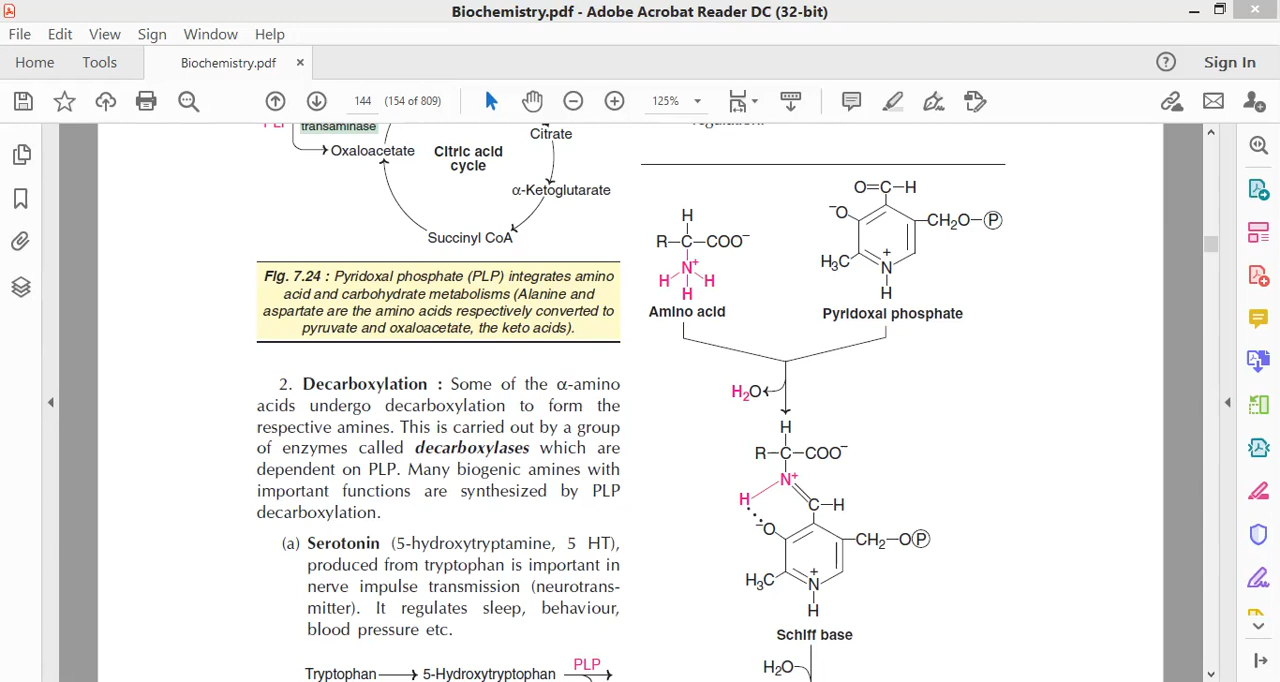 Biochemistry.pdf - Adobe Acrobat Reader DC (32-bit)
File Edit View Sign Window Help
Home Tools Biochemistry.pdf × Sign In
144 (154 of 809) 125%
transaminase
Oxaloacetate
Citric acid
cycle
Citrate
α-Ketoglutarate
Succinyl CoA
Fig. 7.24 : Pyridoxal phosphate (PLP) integrates amino
acid and carbohydrate metabolisms (Alanine and
aspartate are the amino acids respectively converted to
pyruvate and oxaloacetate, the keto acids).
2. Decarboxylation : Some of the α-amino
acids undergo decarboxylation to form the
respective amines. This is carried out by a group
of enzymes called decarboxylases which are
dependent on PLP. Many biogenic amines with
important functions are synthesized by PLP
decarboxylation.
(a) Serotonin (5-hydroxytryptamine, 5 HT),
produced from tryptophan is important in
nerve impulse transmission (neurotrans-
mitter). It regulates sleep, behaviour,
blood pressure etc.
Tryptophan 5-Hydroxytryptophan PLP
regulation.
H
R–C–COO⁻
N⁺
H H
H
Amino acid
O=C–H
⁻O
CH₂O–P
H₃C
+
N
H
Pyridoxal phosphate
H₂O
H
R–C–COO⁻
N⁺
H
C–H
⁻O
CH₂–OP
H₃C
+
N
H
Schiff base
H₂O